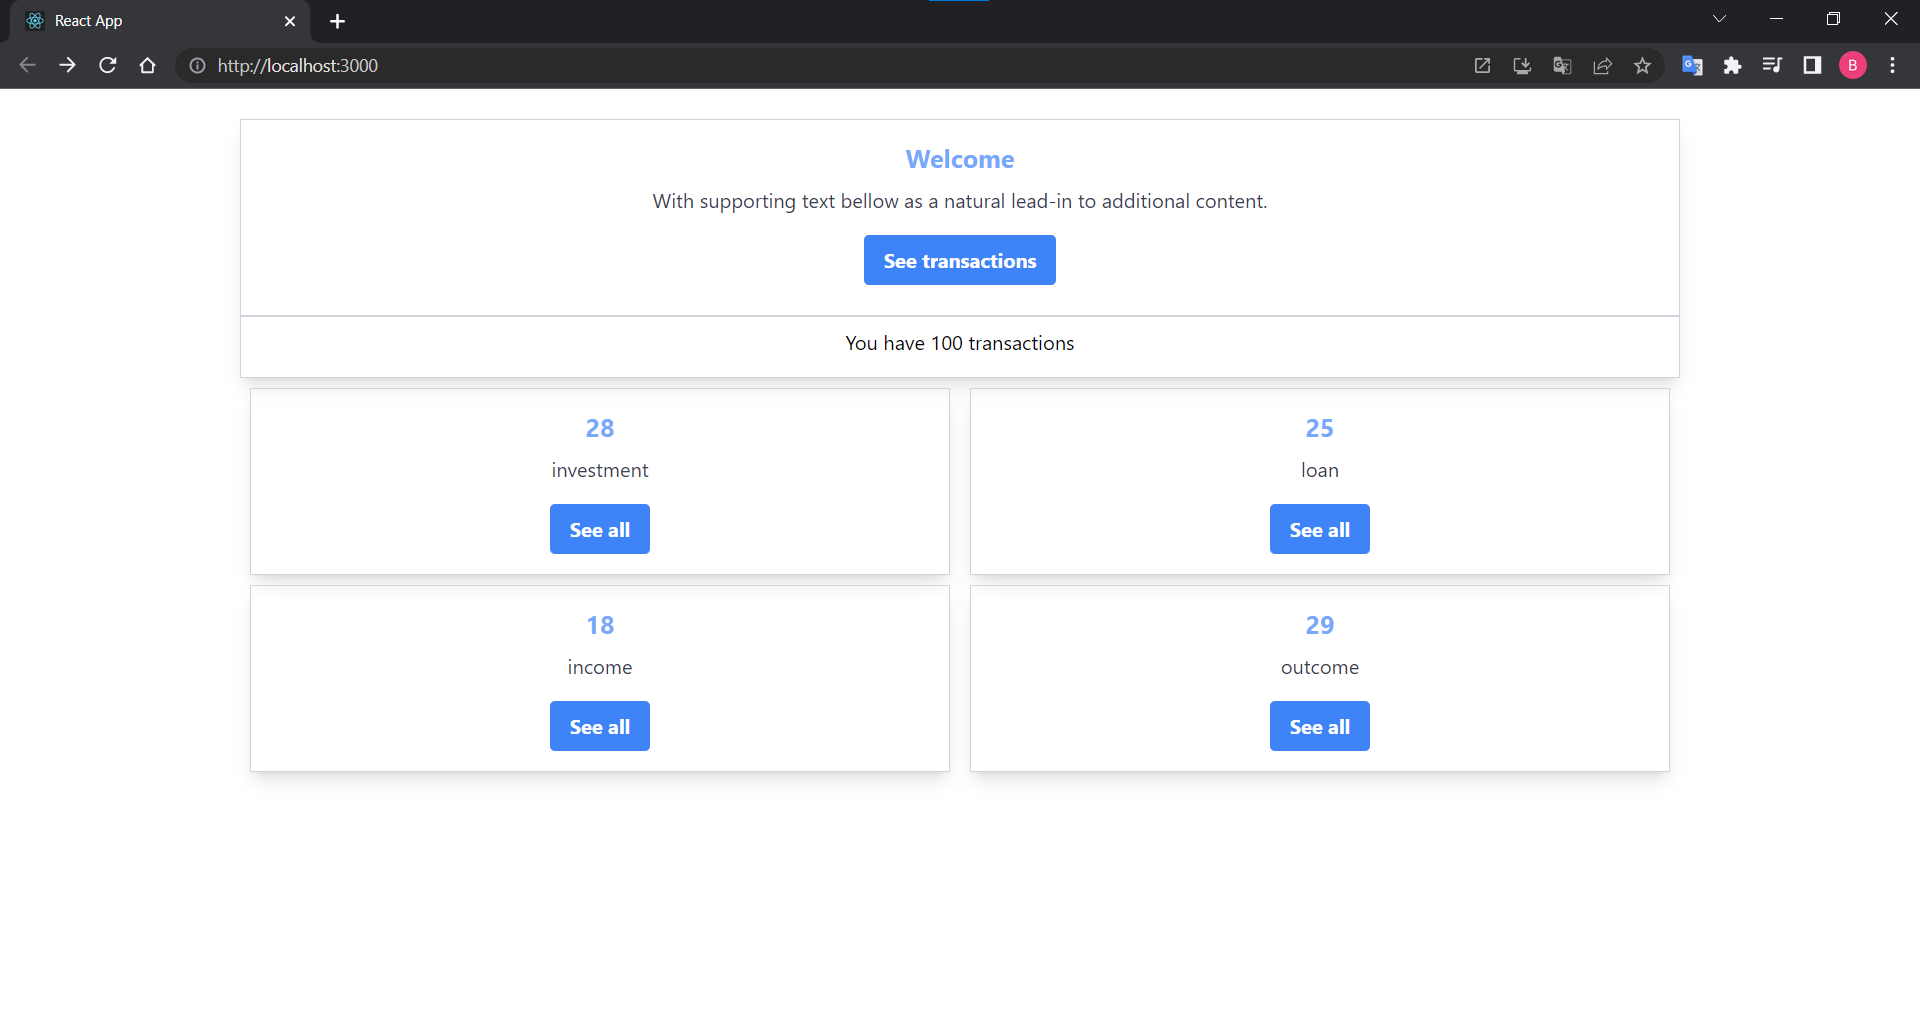 React App
http://localhost:3000
B
Welcome
With supporting text bellow as a natural lead-in to additional content.
See transactions
You have 100 transactions
28
investment
See all
25
loan
See all
18
income
See all
29
outcome
See all